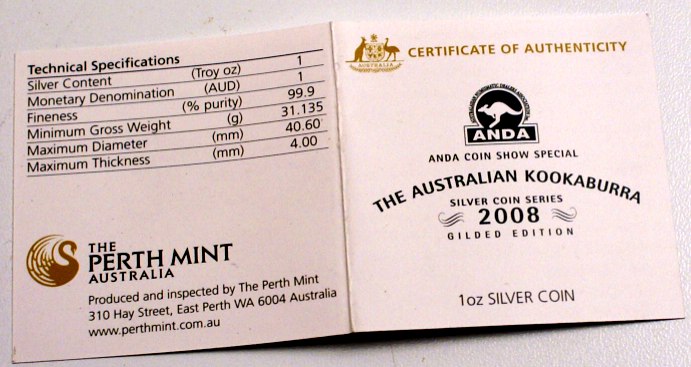 Technical Specifications
Silver Content (Troy oz) 1
Monetary Denomination (AUD) 1
Fineness (% purity) 99.9
Minimum Gross Weight (g) 31.135
Maximum Diameter (mm) 40.60
Maximum Thickness (mm) 4.00
THE
PERTH MINT
AUSTRALIA
Produced and inspected by The Perth Mint
310 Hay Street, East Perth WA 6004 Australia
www.perthmint.com.au
AUSTRALIA
CERTIFICATE OF AUTHENTICITY
ANDA
ANDA COIN SHOW SPECIAL
THE AUSTRALIAN KOOKABURRA
SILVER COIN SERIES
2008
GILDED EDITION
1oz SILVER COIN